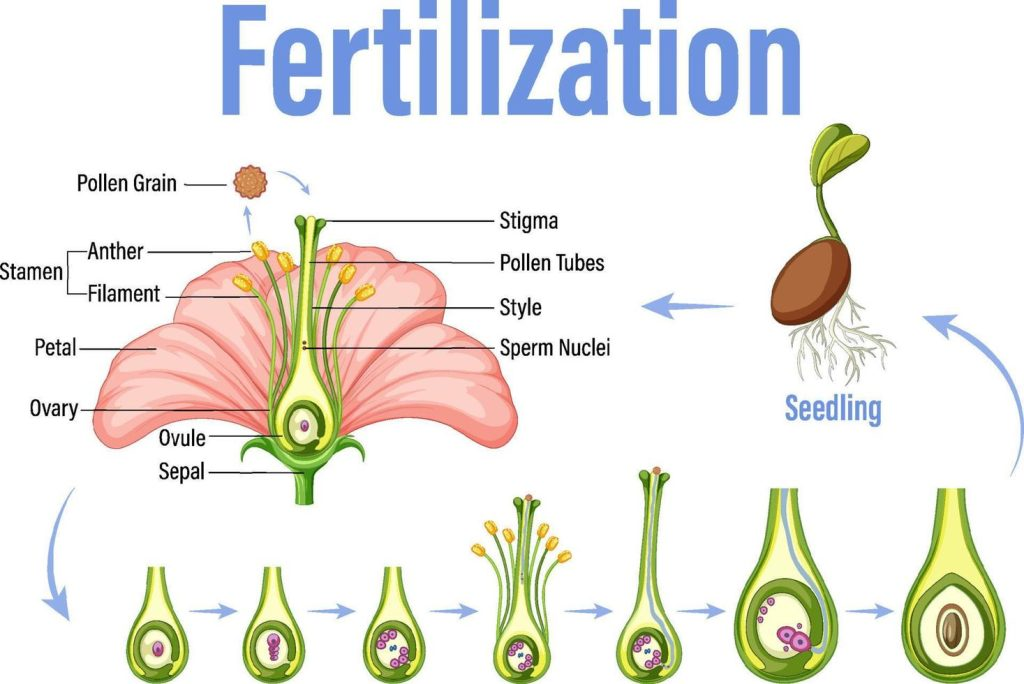 Fertilization
Pollen Grain
Anther
Stamen
Filament
Petal
Ovary
Ovule
Sepal
Stigma
Pollen Tubes
Style
Sperm Nuclei
Seedling